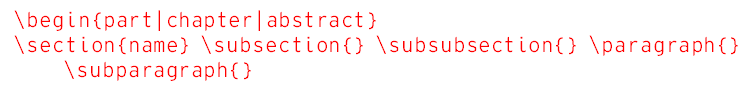 \begin{part|chapter|abstract}
\section{name} \subsection{} \subsubsection{} \paragraph{}
\subparagraph{}